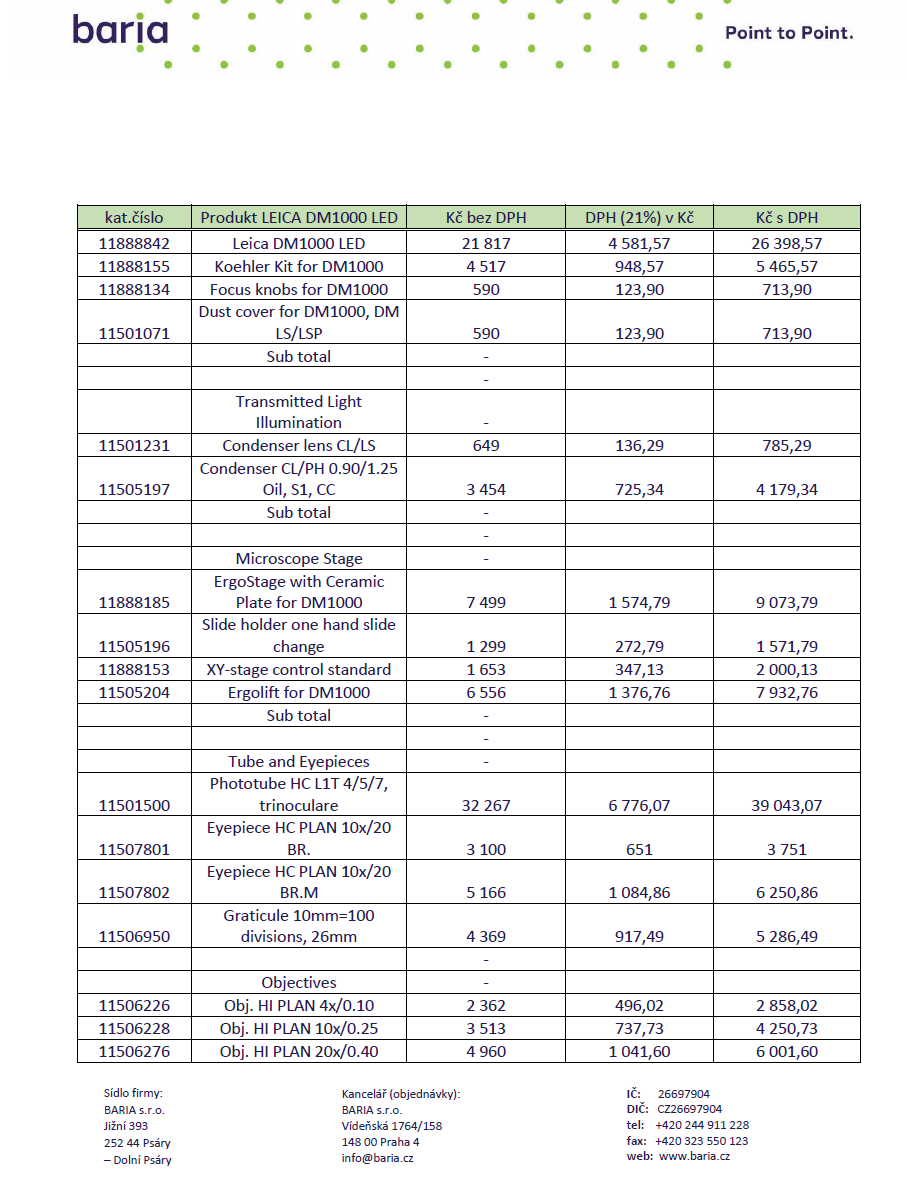 baria
Point to Point.
kat.číslo Produkt LEICA DM1000 LED Kč bez DPH DPH (21%) v Kč Kč s DPH
11888842 Leica DM1000 LED 21 817 4 581,57 26 398,57
11888155 Koehler Kit for DM1000 4 517 948,57 5 465,57
11888134 Focus knobs for DM1000 590 123,90 713,90
Dust cover for DM1000, DM
11501071 LS/LSP 590 123,90 713,90
Sub total -
-
Transmitted Light
Illumination -
11501231 Condenser lens CL/LS 649 136,29 785,29
Condenser CL/PH 0.90/1.25
11505197 Oil, S1, CC 3 454 725,34 4 179,34
Sub total -
-
Microscope Stage -
ErgoStage with Ceramic
11888185 Plate for DM1000 7 499 1 574,79 9 073,79
Slide holder one hand slide
11505196 change 1 299 272,79 1 571,79
11888153 XY-stage control standard 1 653 347,13 2 000,13
11505204 Ergolift for DM1000 6 556 1 376,76 7 932,76
Sub total -
-
Tube and Eyepieces -
Phototube HC L1T 4/5/7,
11501500 trinoculare 32 267 6 776,07 39 043,07
Eyepiece HC PLAN 10x/20
11507801 BR. 3 100 651 3 751
Eyepiece HC PLAN 10x/20
11507802 BR.M 5 166 1 084,86 6 250,86
Graticule 10mm=100
11506950 divisions, 26mm 4 369 917,49 5 286,49
-
Objectives -
11506226 Obj. HI PLAN 4x/0.10 2 362 496,02 2 858,02
11506228 Obj. HI PLAN 10x/0.25 3 513 737,73 4 250,73
11506276 Obj. HI PLAN 20x/0.40 4 960 1 041,60 6 001,60
Sídlo firmy:
BARIA s.r.o.
Jižní 393
252 44 Psáry
– Dolní Psáry
Kancelář (objednávky):
BARIA s.r.o.
Vídeňská 1764/158
148 00 Praha 4
info@baria.cz
IČ: 26697904
DIČ: CZ26697904
tel: +420 244 911 228
fax: +420 323 550 123
web: www.baria.cz